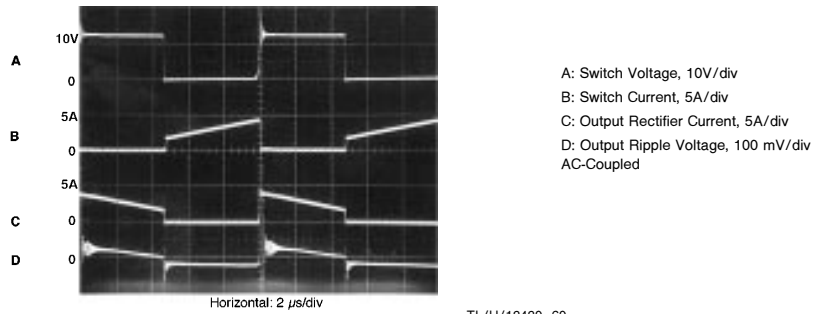 10V
A
0
5A
B
0
5A
C
0
D
0
Horizontal: 2 μs/div
A: Switch Voltage, 10V/div
B: Switch Current, 5A/div
C: Output Rectifier Current, 5A/div
D: Output Ripple Voltage, 100 mV/div
AC-Coupled